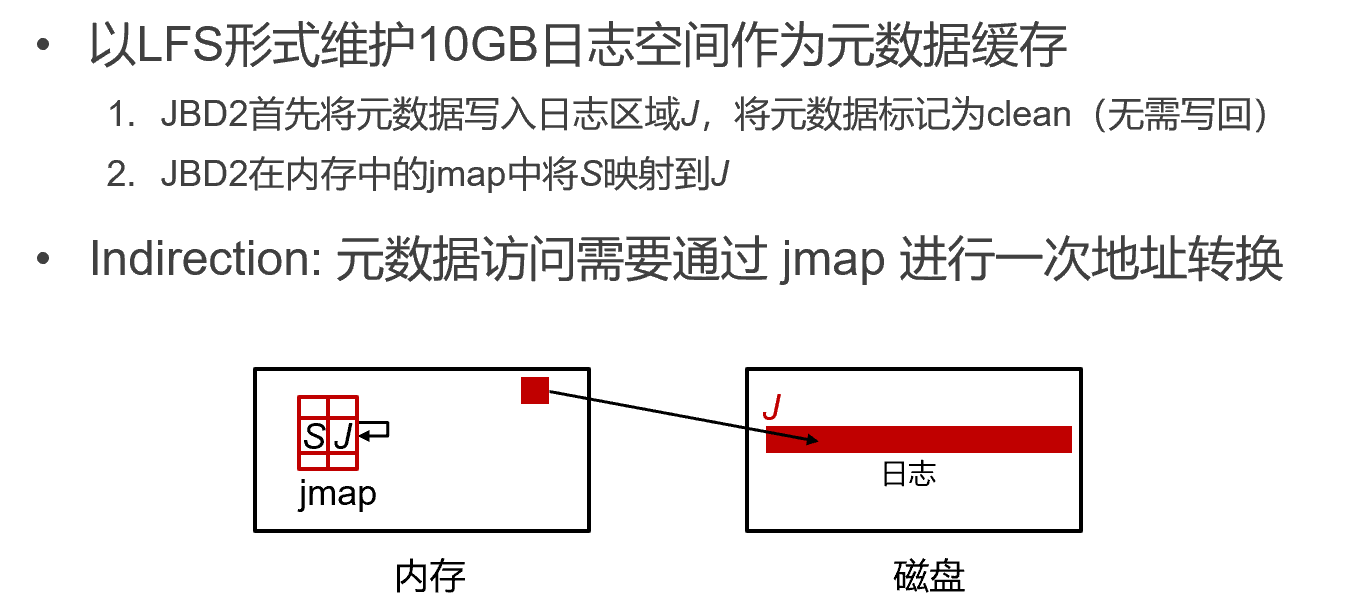 • 以LFS形式维护10GB日志空间作为元数据缓存
1. JBD2首先将元数据写入日志区域J，将元数据标记为clean（无需写回）
2. JBD2在内存中的jmap中将S映射到J
• Indirection: 元数据访问需要通过 jmap 进行一次地址转换
J
S J
日志
jmap
内存
磁盘